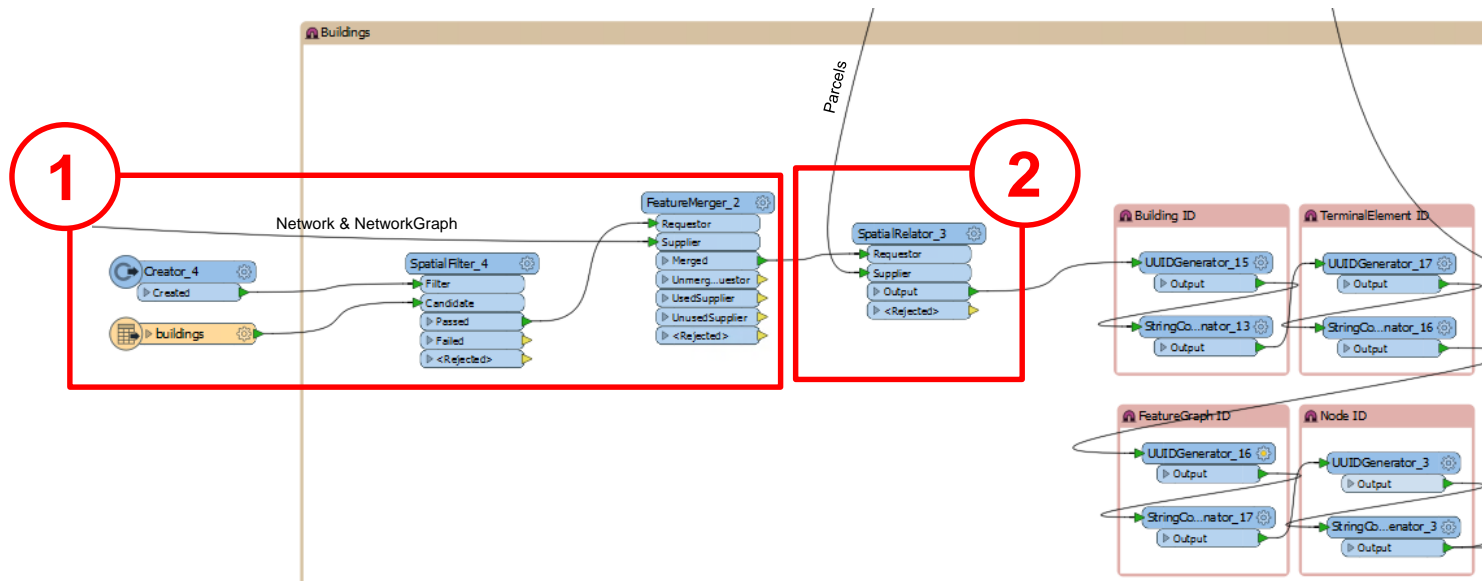 Buildings
Parcels
1
2
Network & NetworkGraph
Creator_4
Created
buildings
SpatialFilter_4
Filter
Candidate
Passed
Failed
<Rejected>
FeatureMerger_2
Requestor
Supplier
Merged
Unmerg...uestor
UsedSupplier
UnusedSupplier
<Rejected>
SpatialRelator_3
Requestor
Supplier
Output
<Rejected>
Building ID
UUIDGenerator_15
Output
StringCo...nator_13
Output
TerminalElement ID
UUIDGenerator_17
Output
StringCo...nator_16
Output
FeatureGraph ID
UUIDGenerator_16
Output
StringCo...nator_17
Output
Node ID
UUIDGenerator_3
Output
StringCo...enator_3
Output